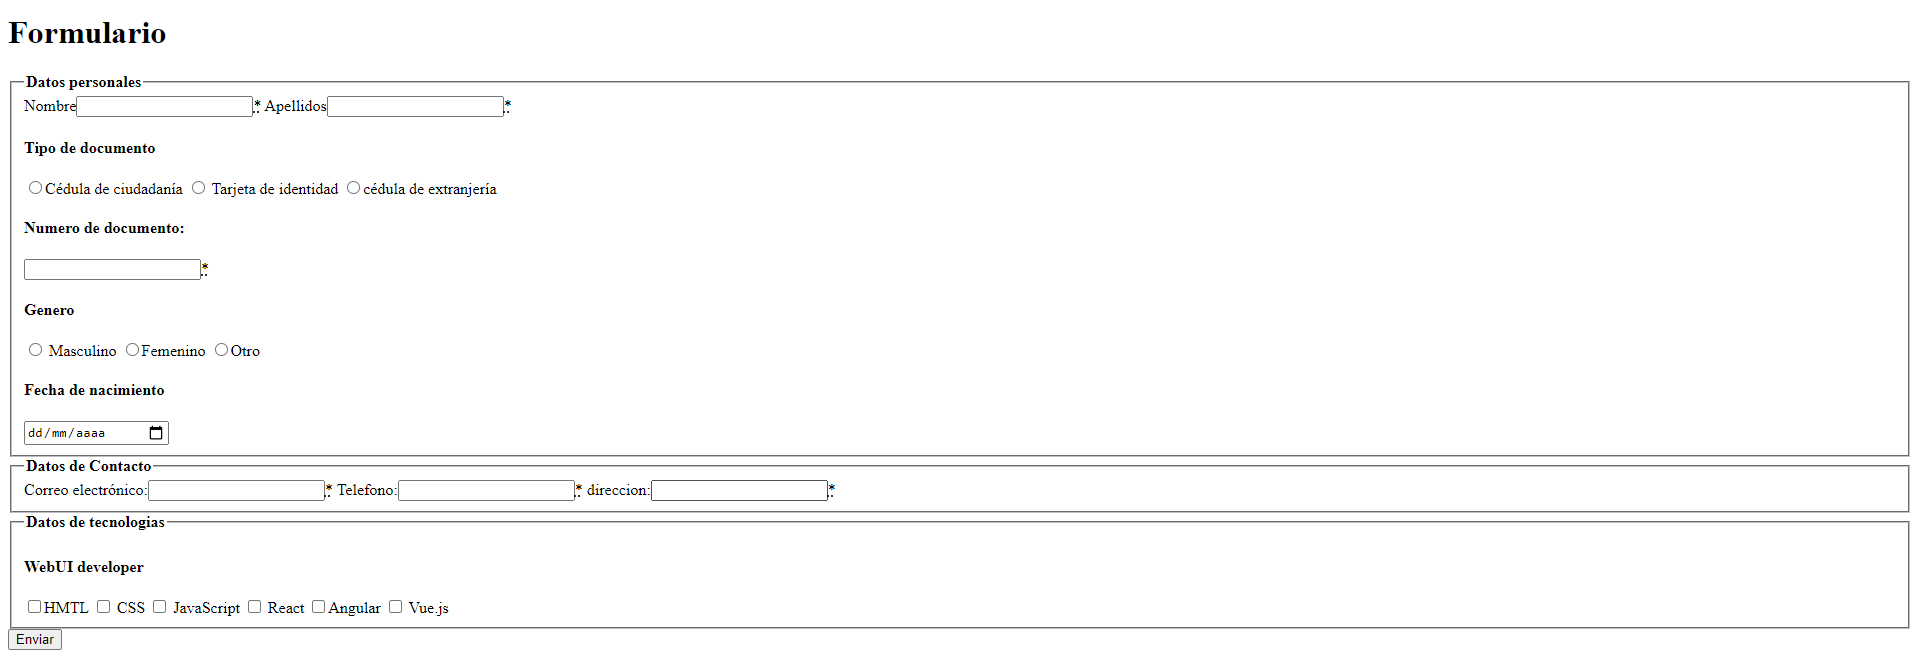 Formulario
Datos personales
Nombre * Apellidos *
Tipo de documento
Cédula de ciudadanía Tarjeta de identidad cédula de extranjería
Numero de documento:
*
Genero
Masculino Femenino Otro
Fecha de nacimiento
dd/mm/aaaa
Datos de Contacto
Correo electrónico: * Telefono: * direccion: *
Datos de tecnologias
WebUI developer
HMTL CSS JavaScript React Angular Vue.js
Enviar